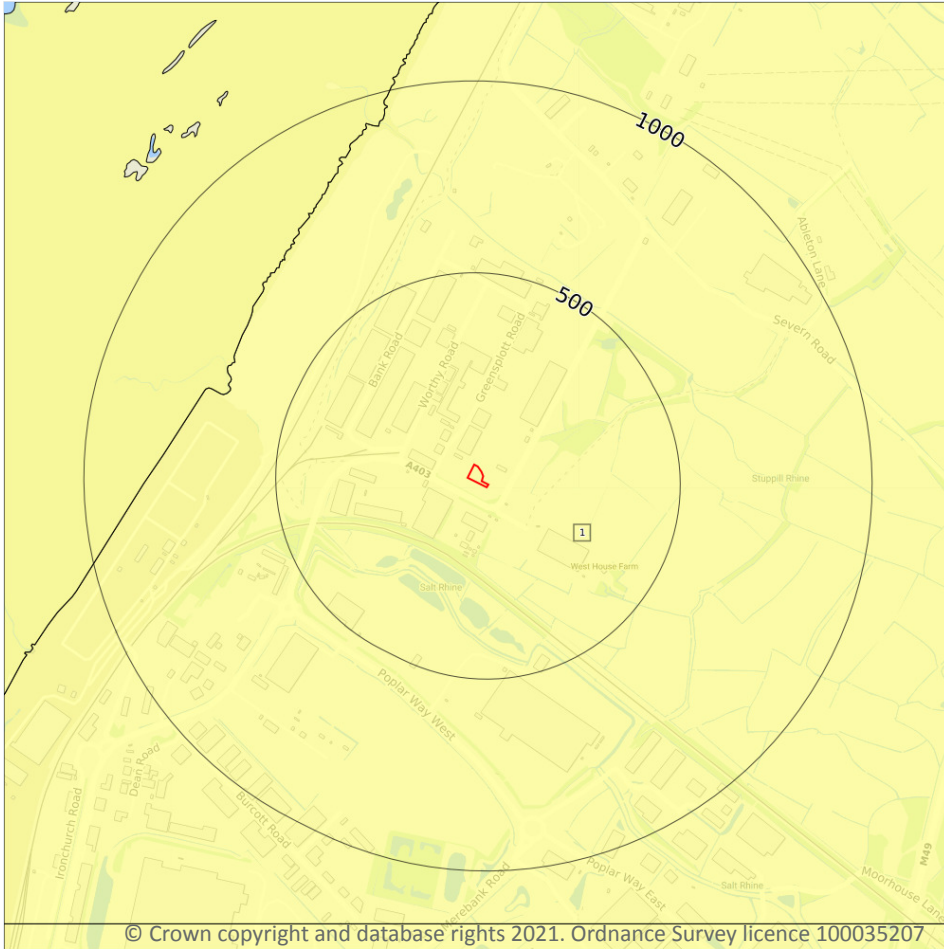 1000
Ableton Lane
500
Severn Road
Bank Road
Worthy Road
Greensplott Road
A403
Stuppill Rhine
1
West House Farm
Salt Rhine
Poplar Way West
Dean Road
Ironchurch Road
Burcott Road
M49
Poplar Way East
Merebank Road
Salt Rhine
Moorhouse Lane
© Crown copyright and database rights 2021. Ordnance Survey licence 100035207